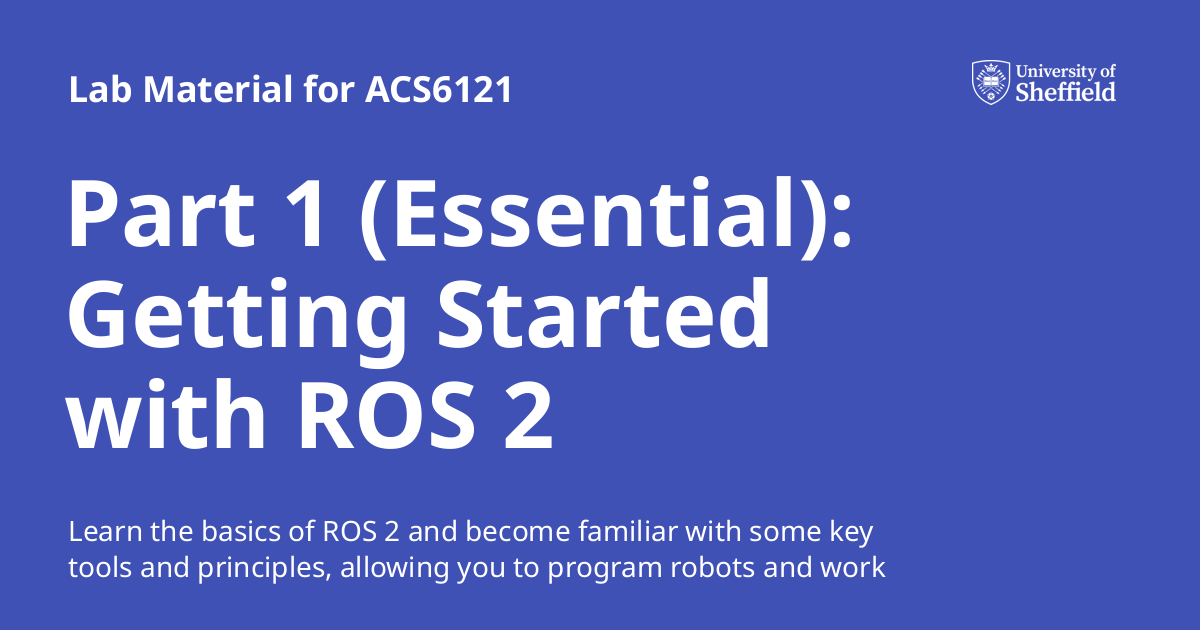 Lab Material for ACS6121
University of
Sheffield
Part 1 (Essential):
Getting Started
with ROS 2
Learn the basics of ROS 2 and become familiar with some key
tools and principles, allowing you to program robots and work